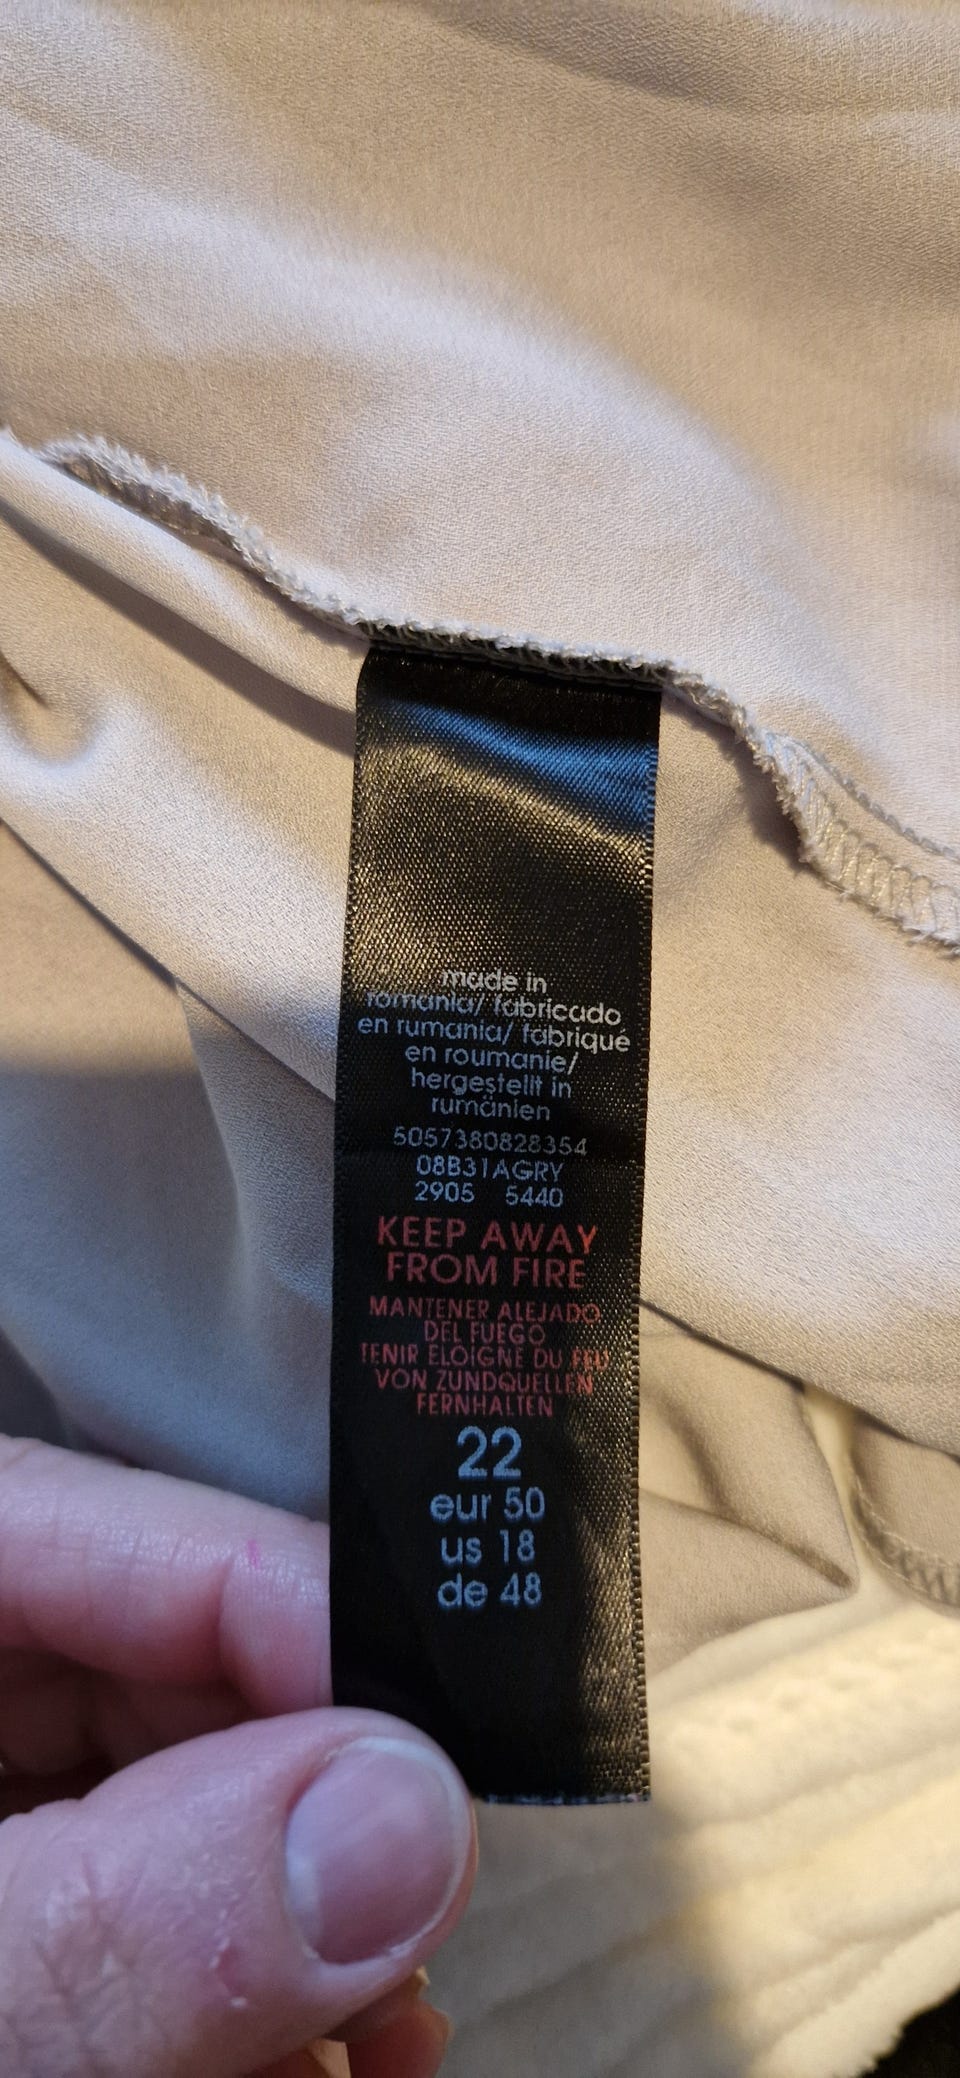 made in
romania/ fabricado
en rumania/ fabriqué
en roumanie/
hergestellt in
rumänien
5057380828354
08B31AGRY
2905 5440
KEEP AWAY
FROM FIRE
MANTENER ALEJADO
DEL FUEGO
TENIR ELOIGNE DU FEU
VON ZUNDQUELLEN
FERNHALTEN
22
eur 50
us 18
de 48